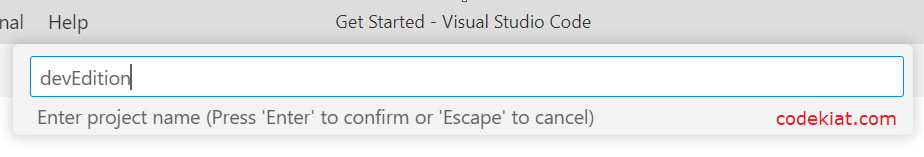 nal Help Get Started - Visual Studio Code
devEdition
Enter project name (Press 'Enter' to confirm or 'Escape' to cancel) codekiat.com